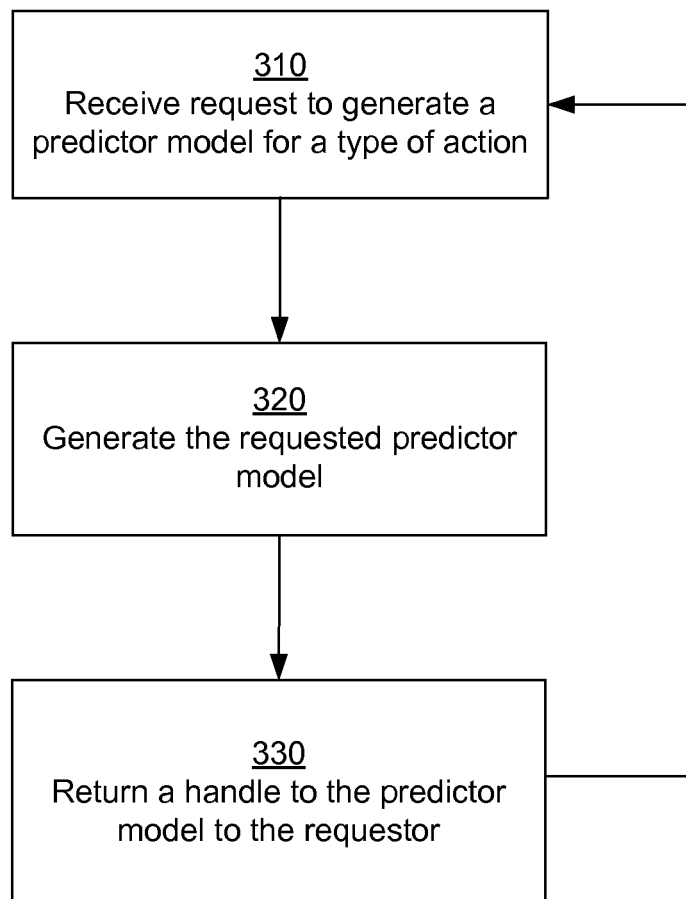 310
Receive request to generate a
predictor model for a type of action
320
Generate the requested predictor
model
330
Return a handle to the predictor
model to the requestor